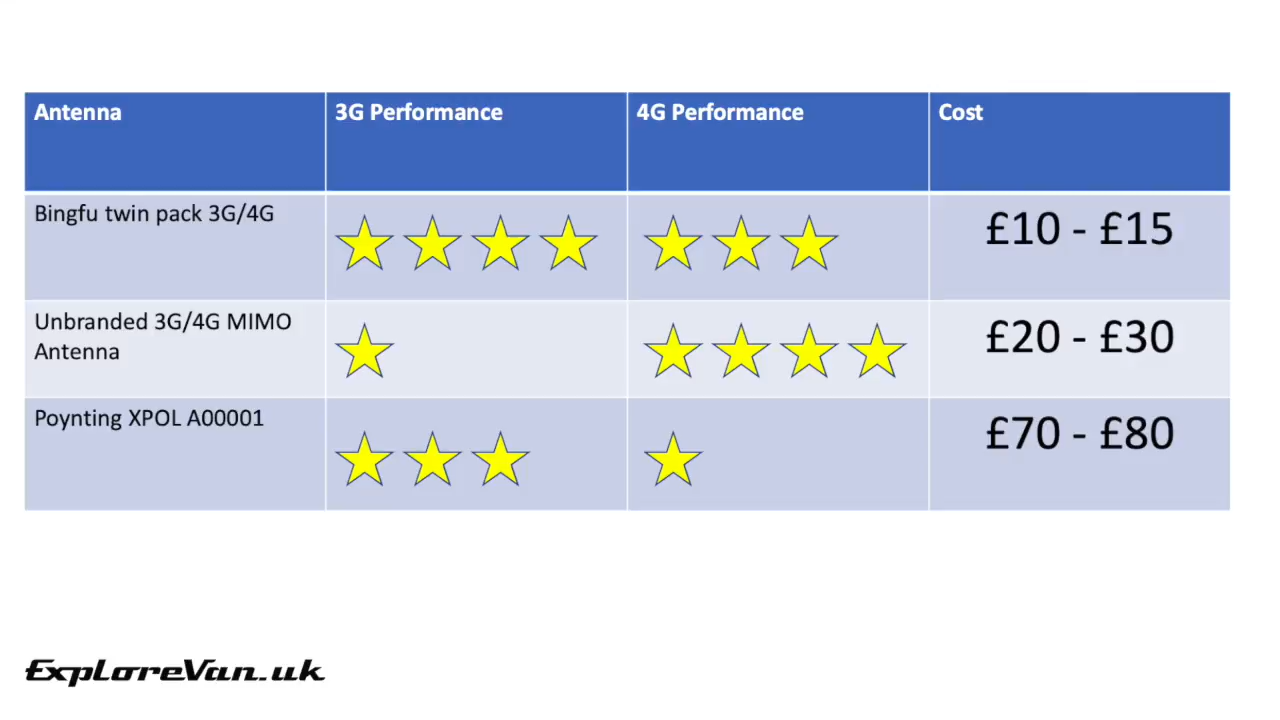 Antenna
3G Performance
4G Performance
Cost
Bingfu twin pack 3G/4G
£10 - £15
Unbranded 3G/4G MIMO
Antenna
£20 - £30
Poynting XPOL A00001
£70 - £80
ExploreVan.uk